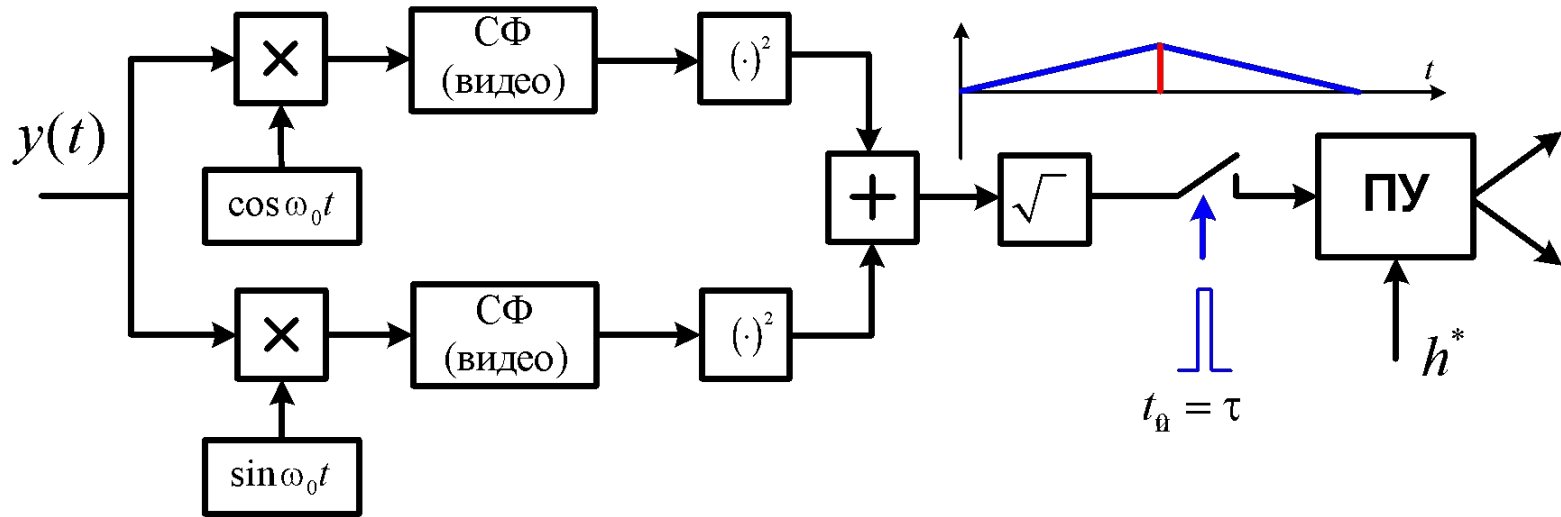 СФ
(видео)
(·)²
t
y(t)
×
cos ω₀t
+
√
ПУ
СФ
(видео)
(·)²
×
h*
= τ
sin ω₀t